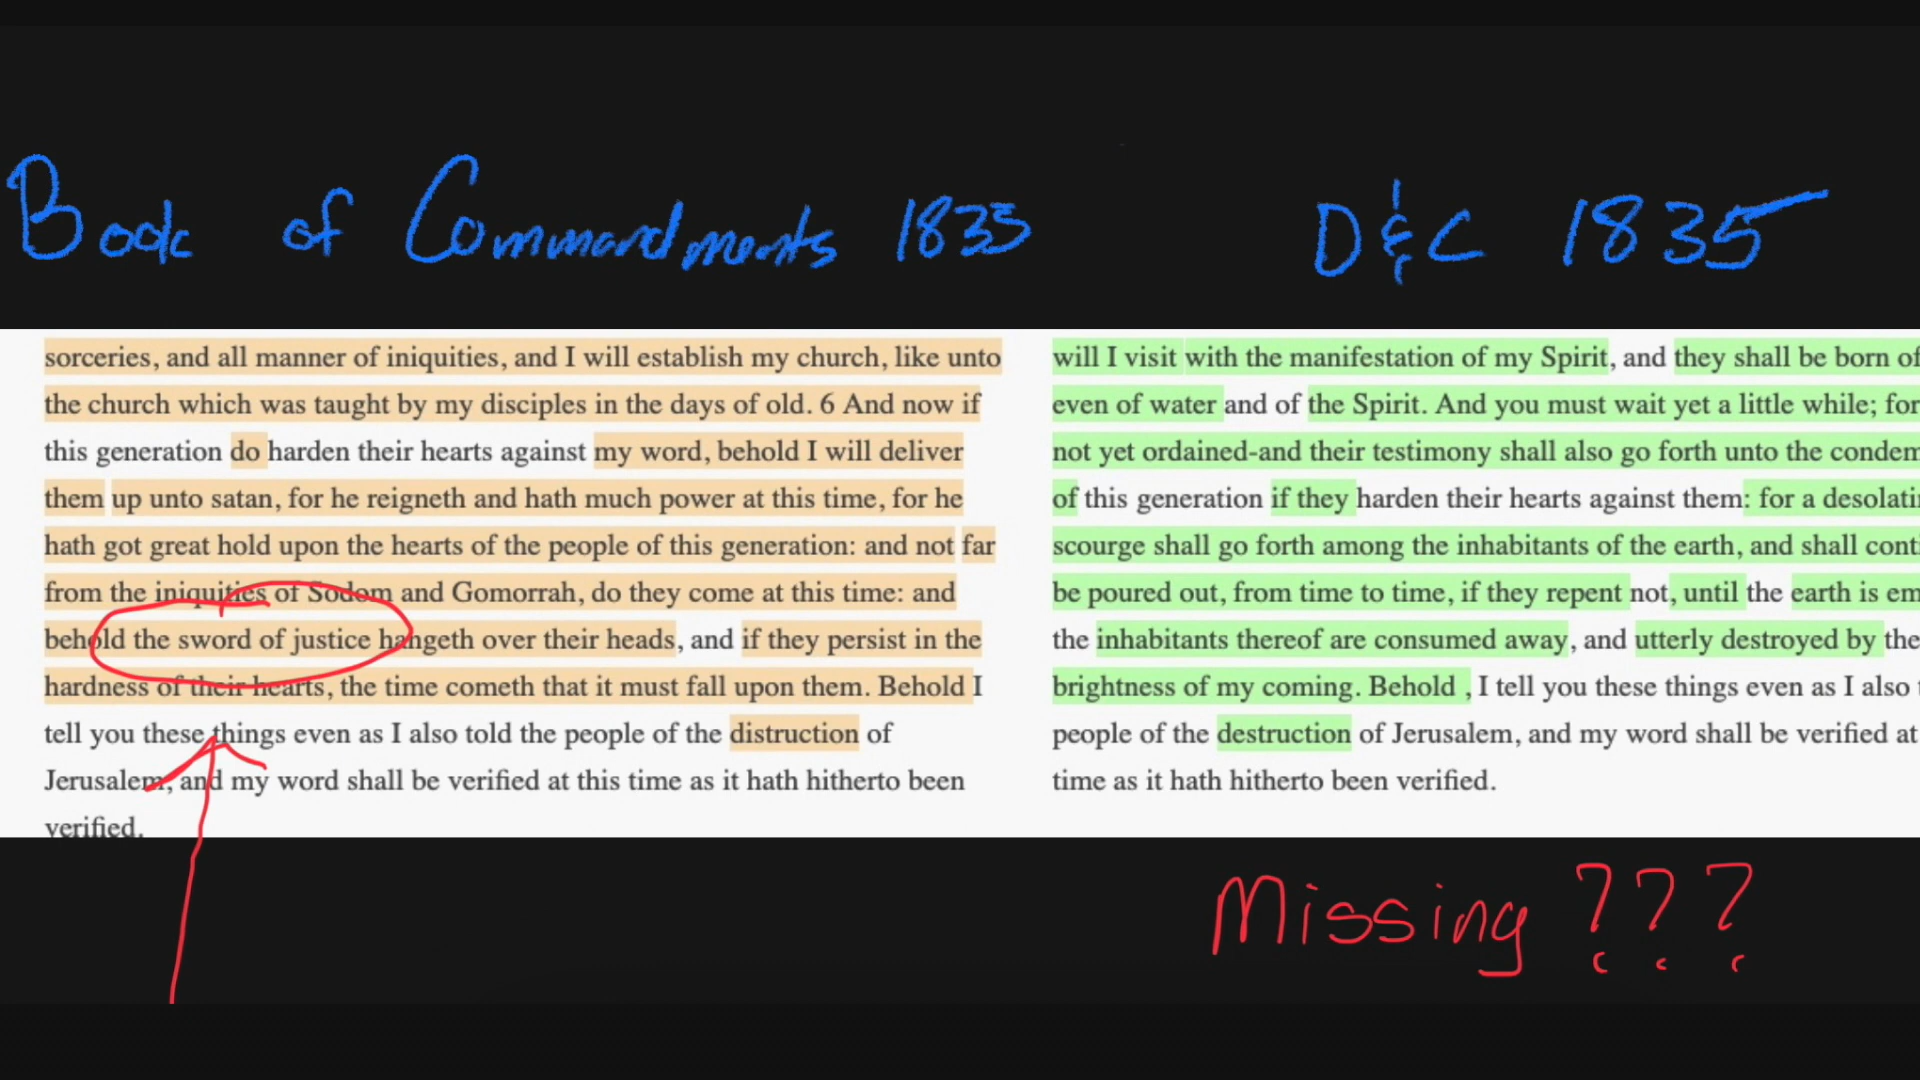 Book of Commandments 1833
D&C 1835
sorceries, and all manner of iniquities, and I will establish my church, like unto
the church which was taught by my disciples in the days of old. 6 And now if
this generation do harden their hearts against my word, behold I will deliver
them up unto satan, for he reigneth and hath much power at this time, for he
hath got great hold upon the hearts of the people of this generation: and not far
from the iniquities of Sodom and Gomorrah, do they come at this time: and
behold the sword of justice hangeth over their heads, and if they persist in the
hardness of their hearts, the time cometh that it must fall upon them. Behold I
tell you these things even as I also told the people of the distruction of
Jerusalem, and my word shall be verified at this time as it hath hitherto been
verified.
will I visit with the manifestation of my Spirit, and they shall be born of
even of water and of the Spirit. And you must wait yet a little while; for
not yet ordained-and their testimony shall also go forth unto the condem
of this generation if they harden their hearts against them: for a desolati
scourge shall go forth among the inhabitants of the earth, and shall conti
be poured out, from time to time, if they repent not, until the earth is em
the inhabitants thereof are consumed away, and utterly destroyed by the
brightness of my coming. Behold , I tell you these things even as I also
people of the destruction of Jerusalem, and my word shall be verified at
time as it hath hitherto been verified.
Missing ???